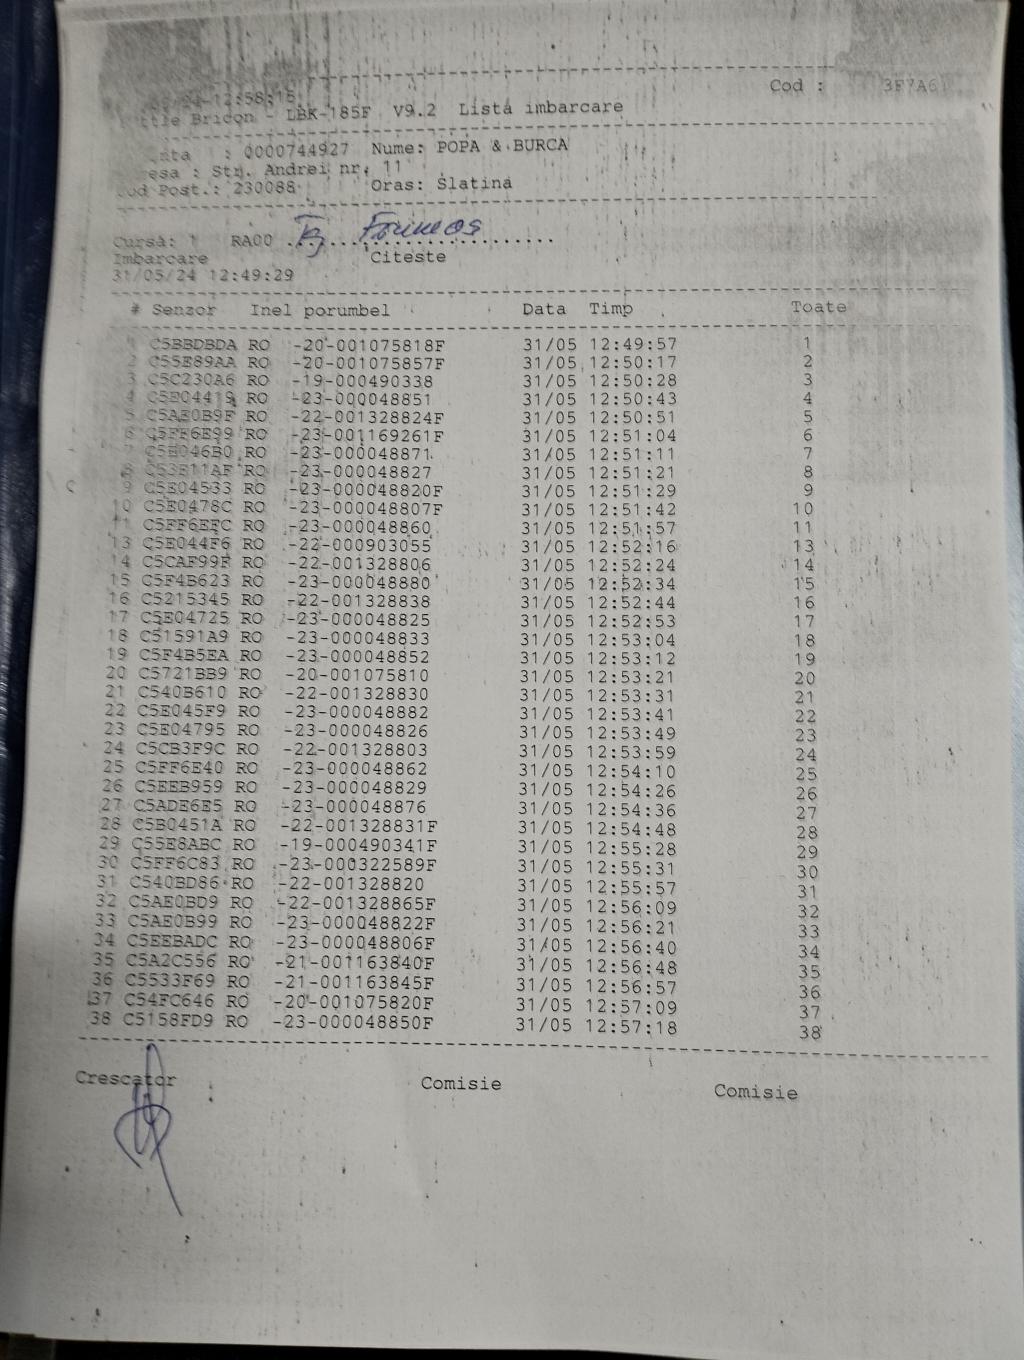 Cod : 3F7A6
-12:58:15
Bricon - LBK-185F V9.2 Lista imbarcare
: 0000744927 Nume: POPA & BURCA
: Str. Andrei nr. 11
Post.: 230088 Oras: Slatina
Cursa: 1 RA00 ...................
Imbarcare Citeste
31/05/24 12:49:29
# Senzor Inel porumbel Data Timp Toate
1 C5BBDBDA RO -20-001075818F 31/05 12:49:57 1
2 C55E89AA RO -20-001075857F 31/05 12:50:17 2
3 C5C230A6 RO -19-000490338 31/05 12:50:28 3
4 C5E04419 RO -23-000048851 31/05 12:50:43 4
5 C5AE0B9F RO -22-001328824F 31/05 12:50:51 5
6 C5FF6E99 RO -23-001169261F 31/05 12:51:04 6
7 C5E046B0 RO -23-000048871 31/05 12:51:11 7
8 C53B11AF RO -23-000048827 31/05 12:51:21 8
9 C5E04533 RO -23-000048820F 31/05 12:51:29 9
10 C5E0478C RO -23-000048807F 31/05 12:51:42 10
11 C5FF6EEC RO -23-000048860 31/05 12:51:57 11
13 C5E044F6 RO -22-000903055 31/05 12:52:16 13
14 C5CAF99F RO -22-001328806 31/05 12:52:24 14
15 C5F4B623 RO -23-000048880 31/05 12:52:34 15
16 C5215345 RO -22-001328838 31/05 12:52:44 16
17 C5E04725 RO -23-000048825 31/05 12:52:53 17
18 C51591A9 RO -23-000048833 31/05 12:53:04 18
19 C5F4B5EA RO -23-000048852 31/05 12:53:12 19
20 C5721BB9 RO -20-001075810 31/05 12:53:21 20
21 C540B610 RO -22-001328830 31/05 12:53:31 21
22 C5E045F9 RO -23-000048882 31/05 12:53:41 22
23 C5E04795 RO -23-000048826 31/05 12:53:49 23
24 C5CB3F9C RO -22-001328803 31/05 12:53:59 24
25 C5FF6E40 RO -23-000048862 31/05 12:54:10 25
26 C5EEB959 RO -23-000048829 31/05 12:54:26 26
27 C5ADE6E5 RO -23-000048876 31/05 12:54:36 27
28 C5B0451A RO -22-001328831F 31/05 12:54:48 28
29 C55E8ABC RO -19-000490341F 31/05 12:55:28 29
30 C5FF6C83 RO -23-000322589F 31/05 12:55:31 30
31 C540BD86 RO -22-001328820 31/05 12:55:57 31
32 C5AE0BD9 RO -22-001328865F 31/05 12:56:09 32
33 C5AE0B99 RO -23-000048822F 31/05 12:56:21 33
34 C5EEBADC RO -23-000048806F 31/05 12:56:40 34
35 C5A2C556 RO -21-001163840F 31/05 12:56:48 35
36 C5533F69 RO -21-001163845F 31/05 12:56:57 36
37 C54FC646 RO -20-001075820F 31/05 12:57:09 37
38 C5158FD9 RO -23-000048850F 31/05 12:57:18 38
Crescator Comisie Comisie